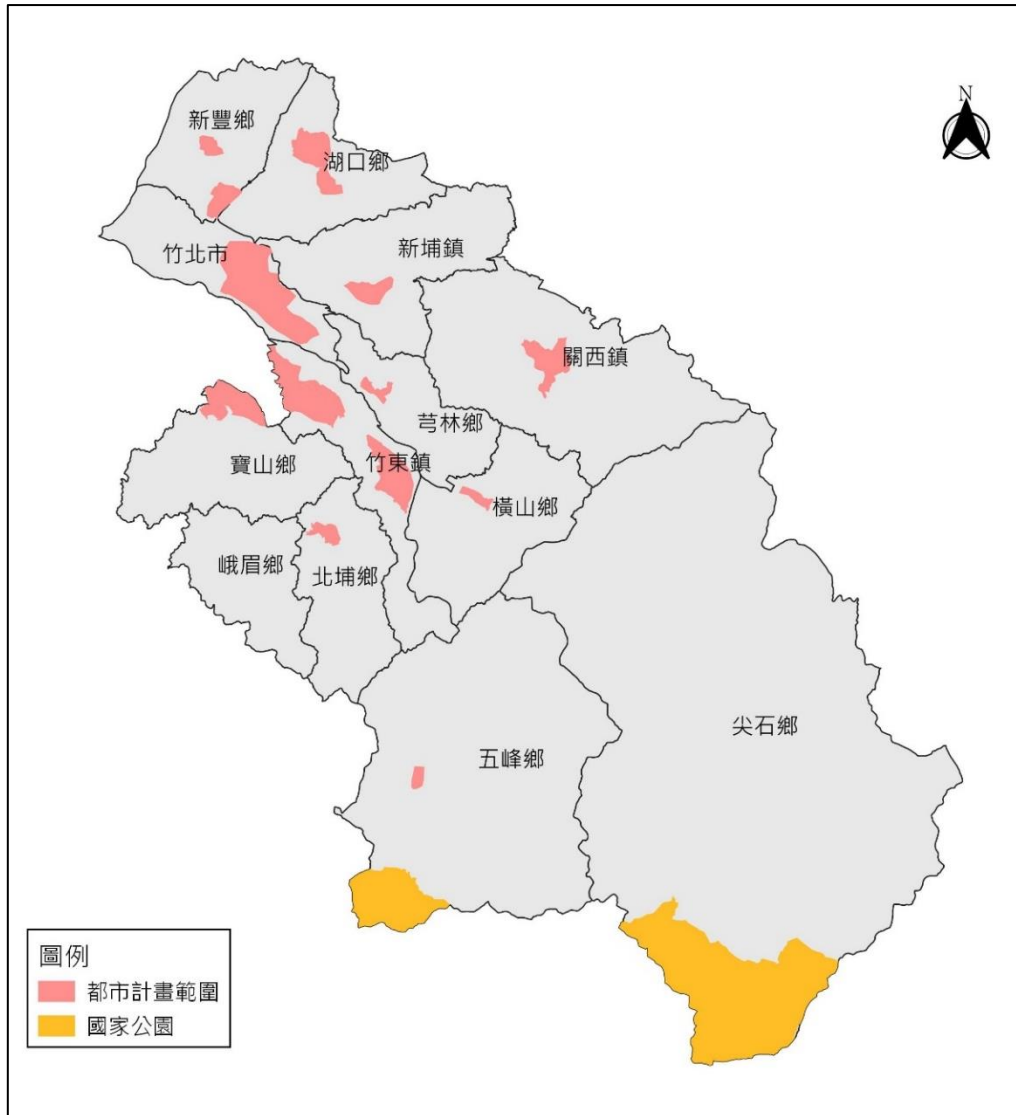 N
新豐鄉
湖口鄉
新埔鎮
竹北市
關西鎮
芎林鄉
寶山鄉
竹東鎮
橫山鄉
峨眉鄉
北埔鄉
尖石鄉
五峰鄉
圖例
都市計畫範圍
國家公園